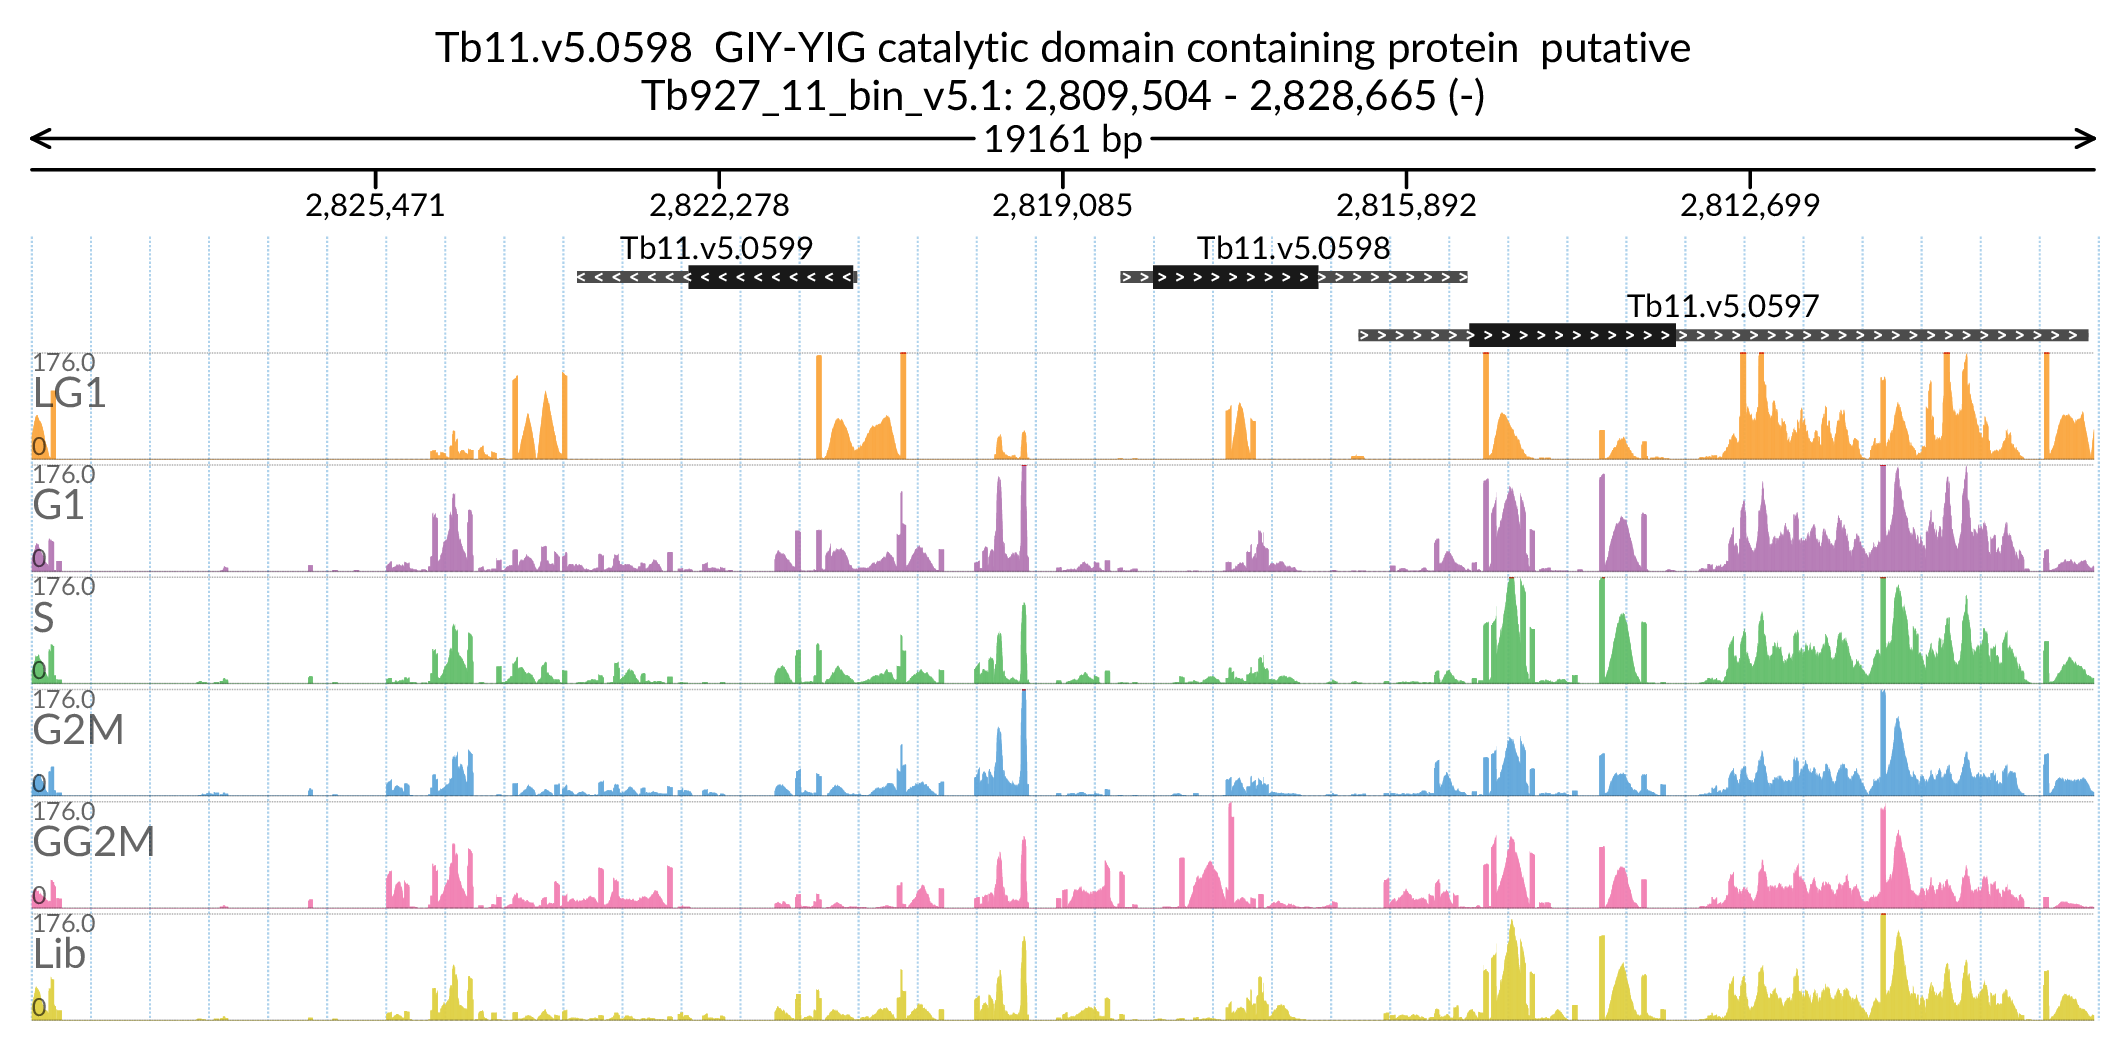 Tb11.v5.0598  GIY-YIG catalytic domain containing protein  putative
Tb927_11_bin_v5.1: 2,809,504 - 2,828,665 (-)
19161 bp
2,825,471 2,822,278 2,819,085 2,815,892 2,812,699
Tb11.v5.0599 Tb11.v5.0598
Tb11.v5.0597
176.0
LG1
0
176.0
G1
0
176.0
S
0
176.0
G2M
0
176.0
GG2M
0
176.0
Lib
0